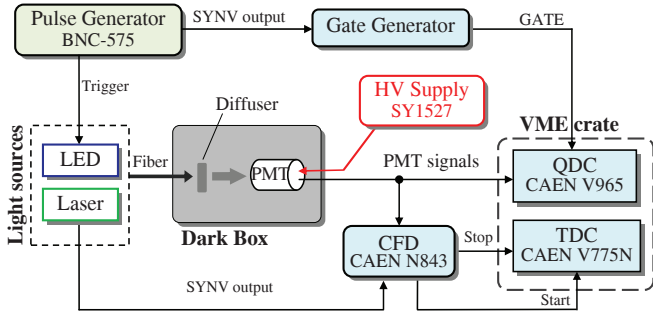 Pulse Generator
BNC-575
SYNV output
Gate Generator
GATE
Trigger
Diffuser
HV Supply
SY1527
VME crate
Light sources
LED
Laser
Fiber
PMT
PMT signals
QDC
CAEN V965
Dark Box
CFD
CAEN N843
Stop
TDC
CAEN V775N
SYNV output
Start